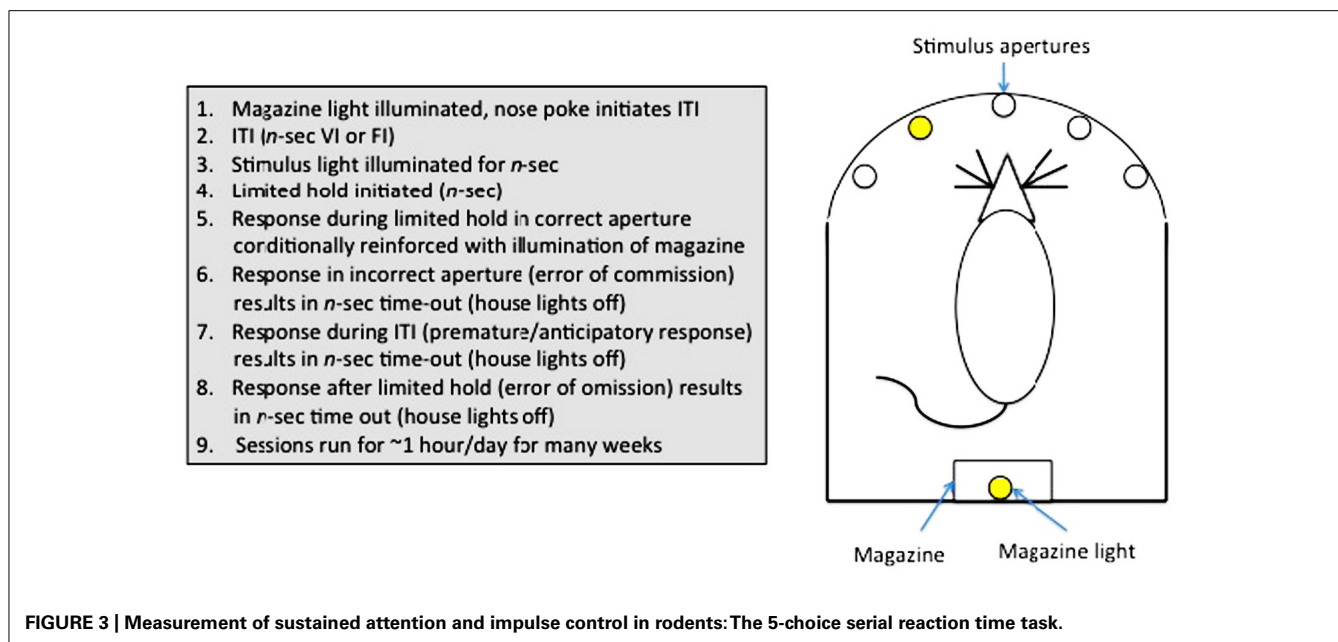 Stimulus apertures
1. Magazine light illuminated, nose poke initiates ITI
2. ITI (n-sec VI or FI)
3. Stimulus light illuminated for n-sec
4. Limited hold initiated (n-sec)
5. Response during limited hold in correct aperture
conditionally reinforced with illumination of magazine
6. Response in incorrect aperture (error of commission)
results in n-sec time-out (house lights off)
7. Response during ITI (premature/anticipatory response)
results in n-sec time-out (house lights off)
8. Response after limited hold (error of omission) results
in n-sec time out (house lights off)
9. Sessions run for ~1 hour/day for many weeks
Magazine
Magazine light
FIGURE 3 | Measurement of sustained attention and impulse control in rodents: The 5-choice serial reaction time task.